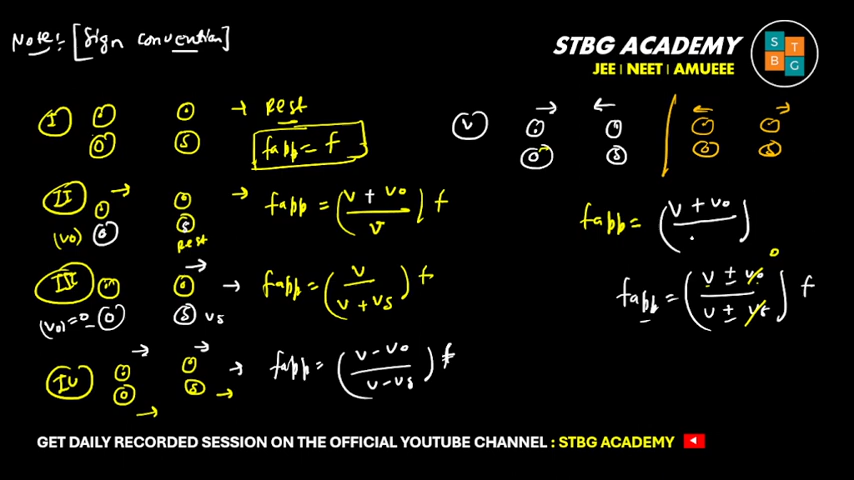 Note:- [Sign convention]
STBG ACADEMY
JEE | NEET | AMUEEE
S T
B G
I O S → Rest
fapp = f
II → → fapp = (v + vo / v) f
(vo) O S
Rest
III → → fapp = (v / v + vs) f
(vo)=0 O S vs
IV → → → fapp = (v - vo / v - vs) f
O S → →
V → ← | ← →
O S | O S
fapp = (v + vo / .)
fapp = (v ± vo / v ± vs) f
0
GET DAILY RECORDED SESSION ON THE OFFICIAL YOUTUBE CHANNEL : STBG ACADEMY